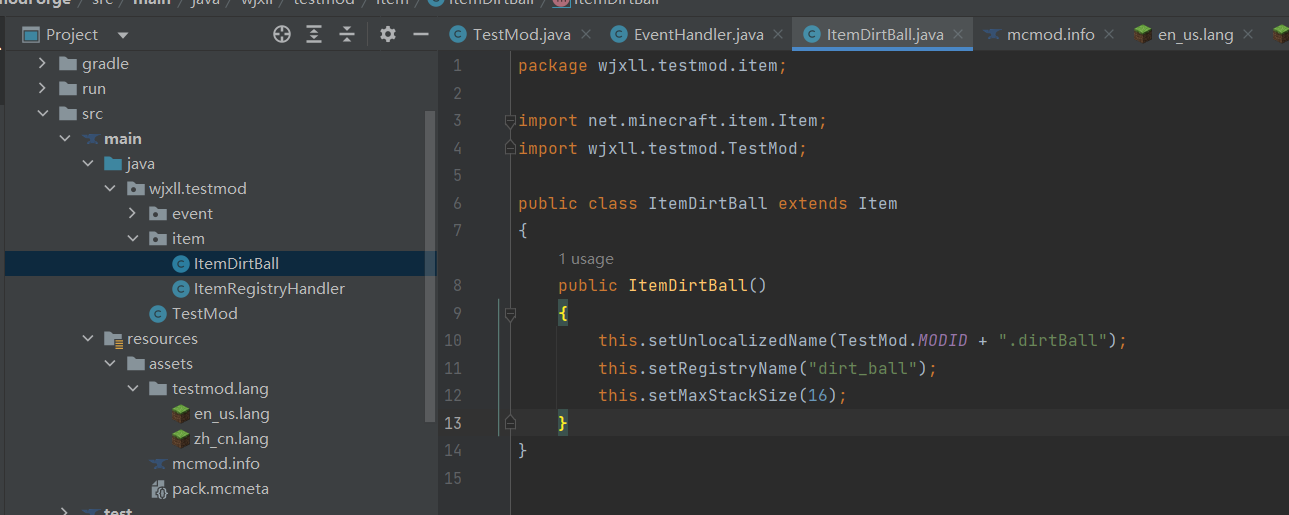 src / main / java / wjxll / testmod / item / ItemDirtBall / ItemDirtBall
Project
TestMod.java
EventHandler.java
ItemDirtBall.java
mcmod.info
en_us.lang
gradle
run
src
main
java
wjxll.testmod
event
item
ItemDirtBall
ItemRegistryHandler
TestMod
resources
assets
testmod.lang
en_us.lang
zh_cn.lang
mcmod.info
pack.mcmeta
test
1 package wjxll.testmod.item;
2
3 import net.minecraft.item.Item;
4 import wjxll.testmod.TestMod;
5
6 public class ItemDirtBall extends Item
7 {
1 usage
8 public ItemDirtBall()
9 {
10 this.setUnlocalizedName(TestMod.MODID + ".dirtBall");
11 this.setRegistryName("dirt_ball");
12 this.setMaxStackSize(16);
13 }
14 }
15